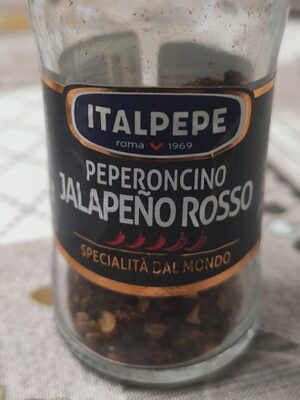 ITALPEPE
roma 1969
PEPERONCINO
JALAPEÑO ROSSO
SPECIALITÀ DAL MONDO